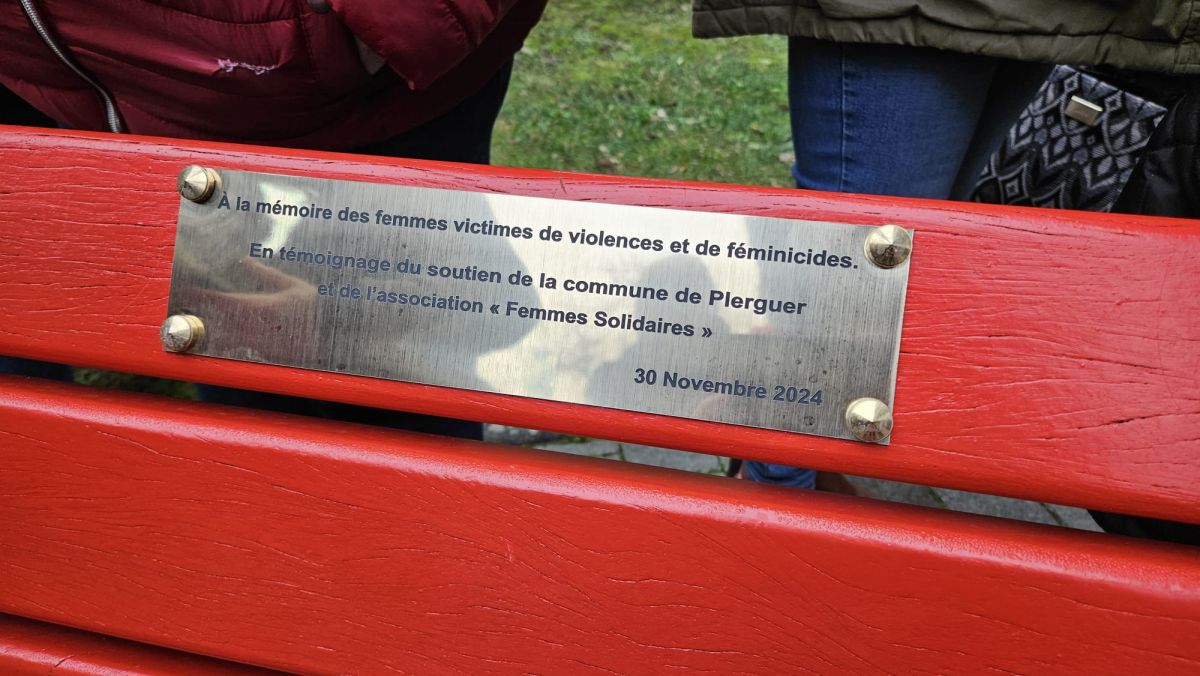 À la mémoire des femmes victimes de violences et de féminicides.
En témoignage du soutien de la commune de Plerguer
et de l'association « Femmes Solidaires »
30 Novembre 2024